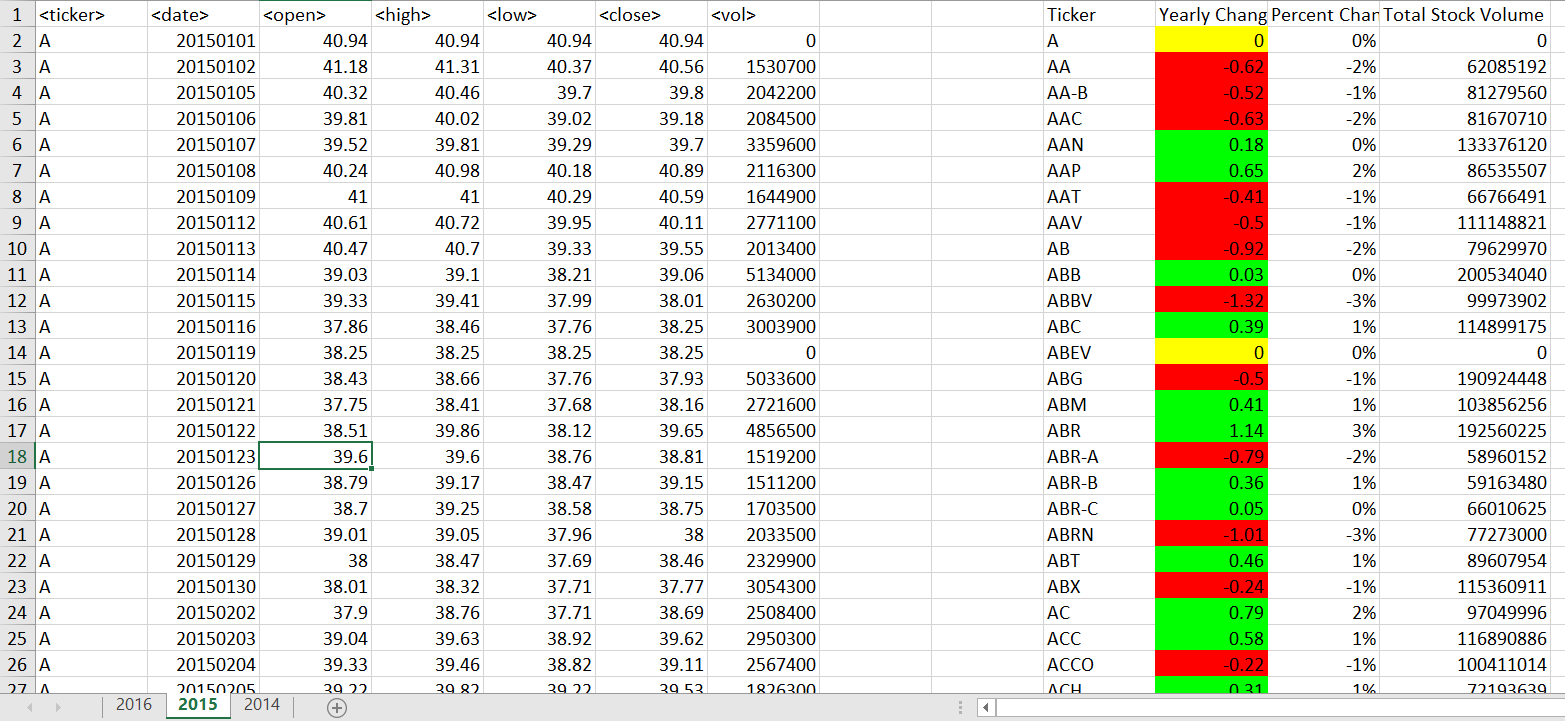 1 <ticker> <date> <open> <high> <low> <close> <vol> Ticker Yearly Chang Percent Chan Total Stock Volume
2 A 20150101 40.94 40.94 40.94 40.94 0 A 0 0% 0
3 A 20150102 41.18 41.31 40.37 40.56 1530700 AA -0.62 -2% 62085192
4 A 20150105 40.32 40.46 39.7 39.8 2042200 AA-B -0.52 -1% 81279560
5 A 20150106 39.81 40.02 39.02 39.18 2084500 AAC -0.63 -2% 81670710
6 A 20150107 39.52 39.81 39.29 39.7 3359600 AAN 0.18 0% 133376120
7 A 20150108 40.24 40.98 40.18 40.89 2116300 AAP 0.65 2% 86535507
8 A 20150109 41 41 40.29 40.59 1644900 AAT -0.41 -1% 66766491
9 A 20150112 40.61 40.72 39.95 40.11 2771100 AAV -0.5 -1% 111148821
10 A 20150113 40.47 40.7 39.33 39.55 2013400 AB -0.92 -2% 79629970
11 A 20150114 39.03 39.1 38.21 39.06 5134000 ABB 0.03 0% 200534040
12 A 20150115 39.33 39.41 37.99 38.01 2630200 ABBV -1.32 -3% 99973902
13 A 20150116 37.86 38.46 37.76 38.25 3003900 ABC 0.39 1% 114899175
14 A 20150119 38.25 38.25 38.25 38.25 0 ABEV 0 0% 0
15 A 20150120 38.43 38.66 37.76 37.93 5033600 ABG -0.5 -1% 190924448
16 A 20150121 37.75 38.41 37.68 38.16 2721600 ABM 0.41 1% 103856256
17 A 20150122 38.51 39.86 38.12 39.65 4856500 ABR 1.14 3% 192560225
18 A 20150123 39.6 39.6 38.76 38.81 1519200 ABR-A -0.79 -2% 58960152
19 A 20150126 38.79 39.17 38.47 39.15 1511200 ABR-B 0.36 1% 59163480
20 A 20150127 38.7 39.25 38.58 38.75 1703500 ABR-C 0.05 0% 66010625
21 A 20150128 39.01 39.05 37.96 38 2033500 ABRN -1.01 -3% 77273000
22 A 20150129 38 38.47 37.69 38.46 2329900 ABT 0.46 1% 89607954
23 A 20150130 38.01 38.32 37.71 37.77 3054300 ABX -0.24 -1% 115360911
24 A 20150202 37.9 38.76 37.71 38.69 2508400 AC 0.79 2% 97049996
25 A 20150203 39.04 39.63 38.92 39.62 2950300 ACC 0.58 1% 116890886
26 A 20150204 39.33 39.46 38.82 39.11 2567400 ACCO -0.22 -1% 100411014
27 A 20150205 39.22 39.82 39.22 39.53 1826300 ACH 0.31 1% 72193639
2016 2015 2014